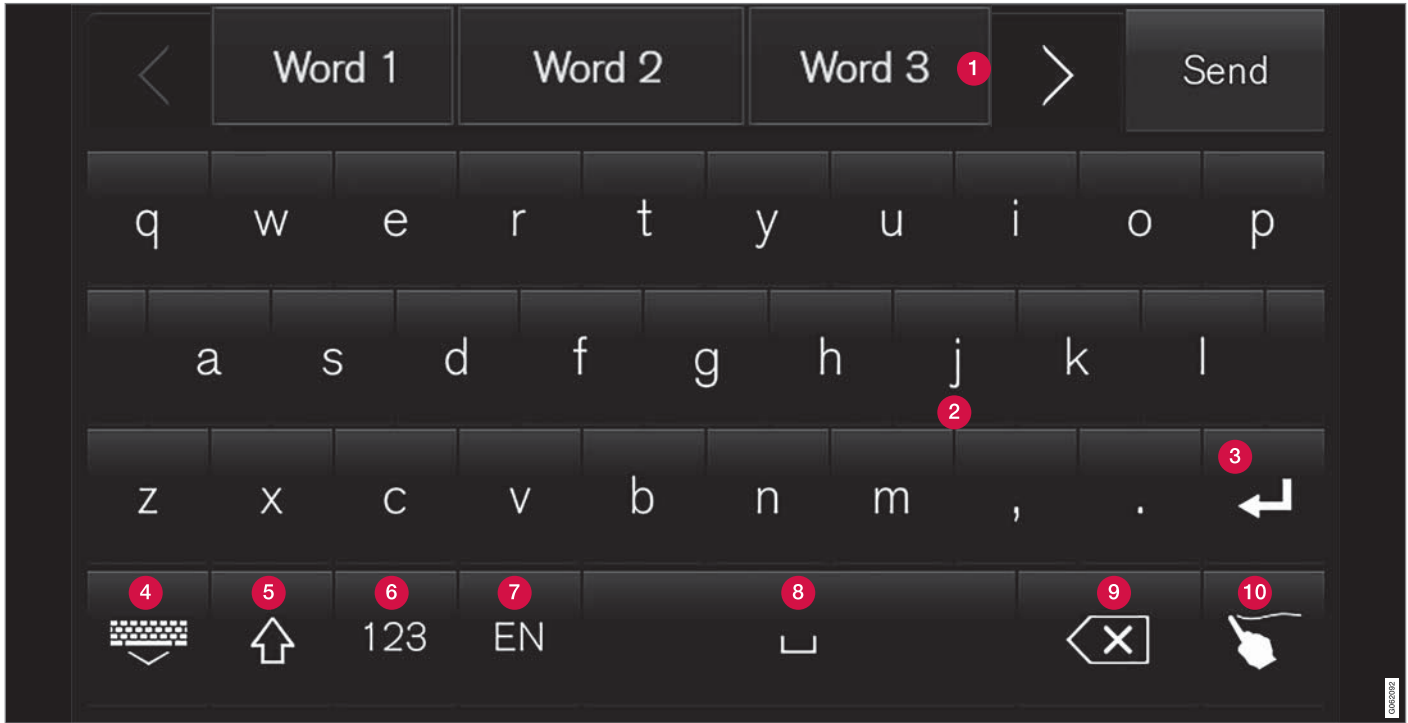 Word 1 Word 2 Word 3 1 Send
q w e r t y u i o p
a s d f g h j k l
2
3
z x c v b n m , .
4 5 6 7 8 9 10
123 EN
G062092